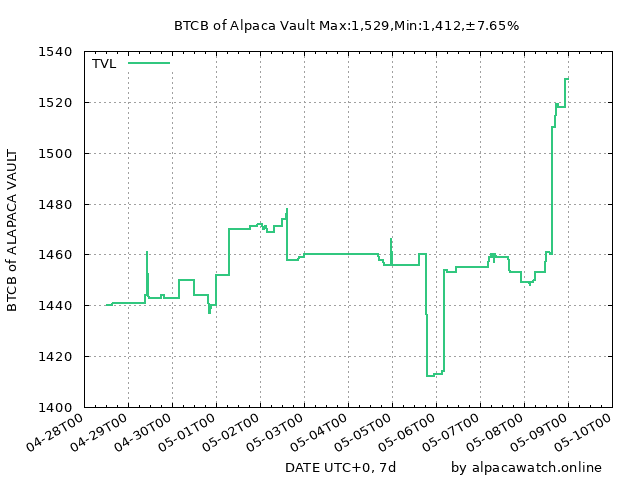 BTCB of Alpaca Vault Max:1,529,Min:1,412,±7.65%
TVL
1540
1520
1500
1480
1460
1440
1420
1400
BTCB of ALAPACA VAULT
04-28T00
04-29T00
04-30T00
05-01T00
05-02T00
05-03T00
05-04T00
05-05T00
05-06T00
05-07T00
05-08T00
05-09T00
05-10T00
DATE UTC+0, 7d
by alpacawatch.online